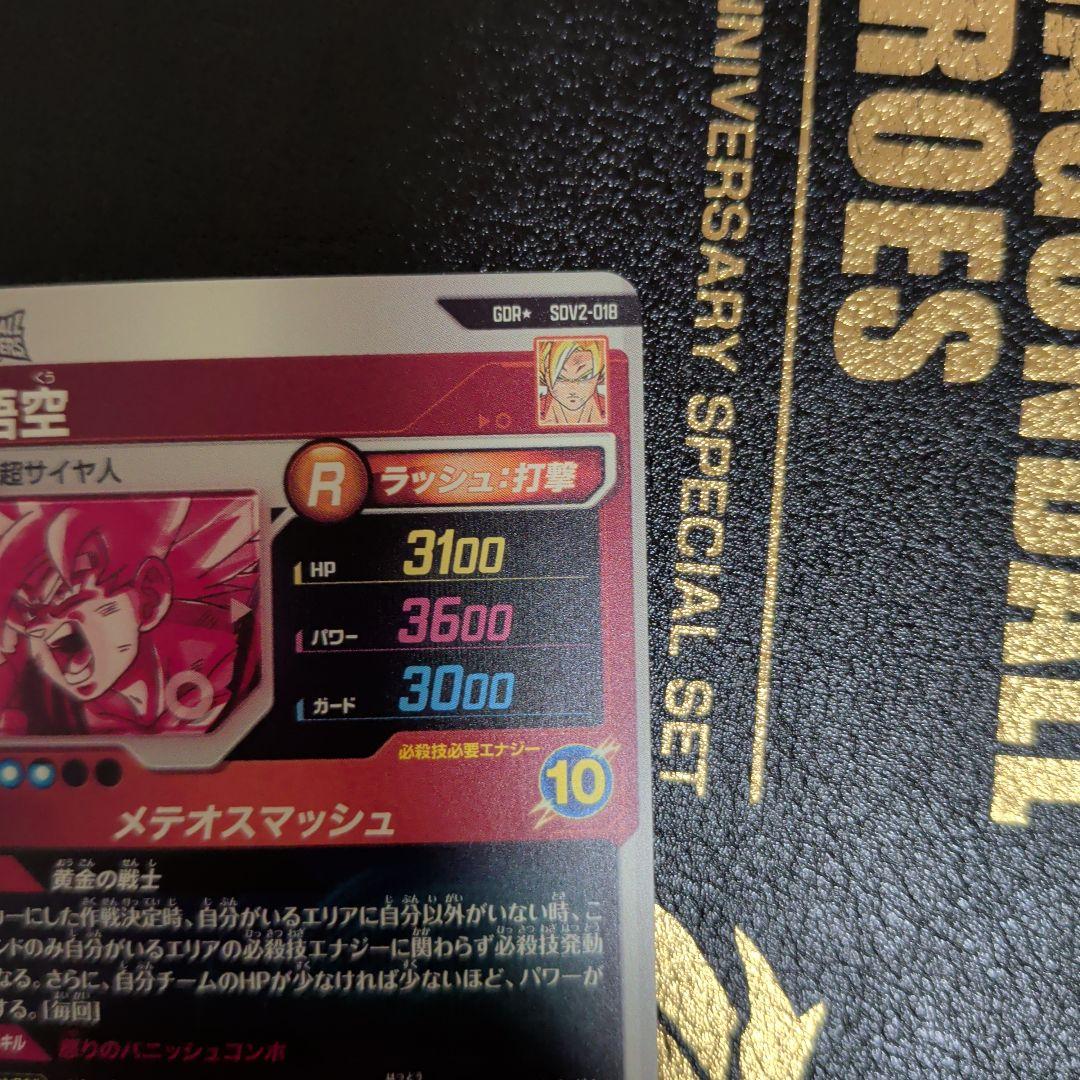 GDR★ SDV2-018
悟空
くう
超サイヤ人
R ラッシュ:打撃
HP 3100
パワー 3600
ガード 3000
必殺技必要エナジー
10
メテオスマッシュ
黄金の戦士
にした作戦決定時、自分がいるエリアに自分以外がいない時、こ
ンドのみ自分がいるエリアの必殺技エナジーに関わらず必殺技発動
なる。さらに、自分チームのHPが少なければ少ないほど、パワーが
する。[毎回]
キル 怒りのバニッシュコンボ
DRAGONBALL
ROES
NNIVERSARY SPECIAL SET